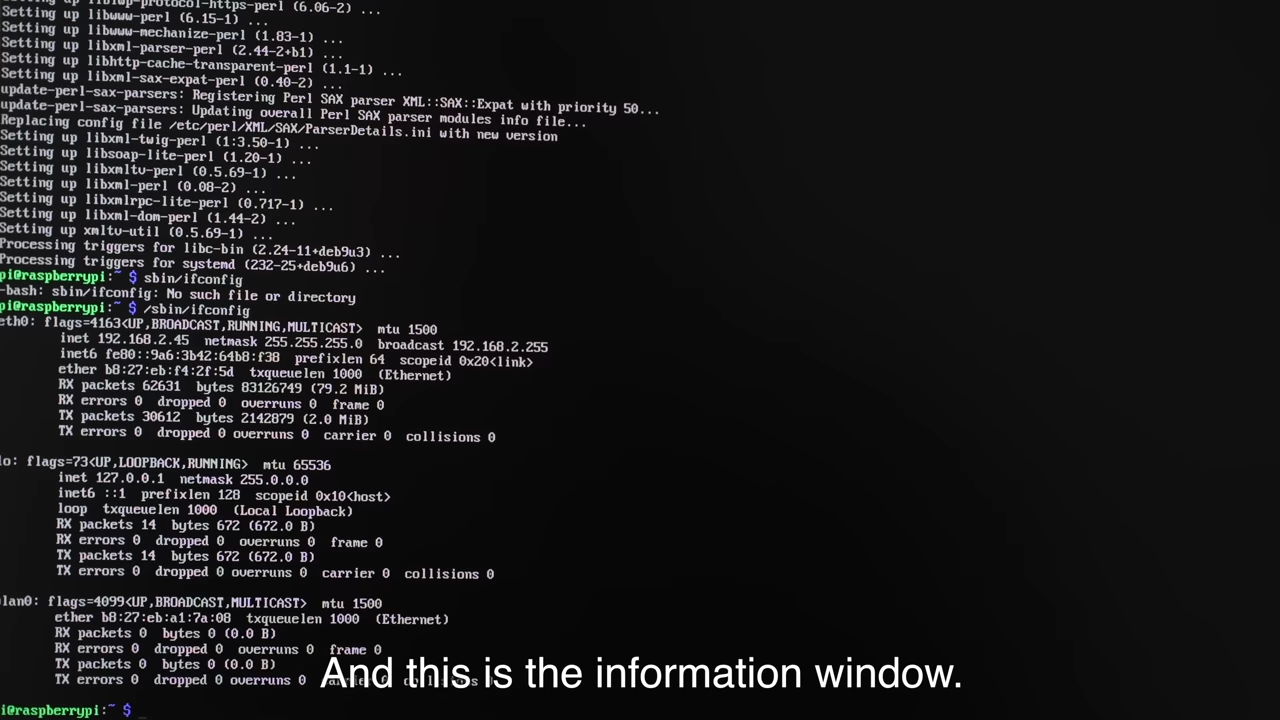 Setting up liblwp-protocol-https-perl (6.06-2) ...
Setting up libwww-perl (6.15-1) ...
Setting up libwww-mechanize-perl (1.83-1) ...
Setting up libxml-parser-perl (2.44-2+b1) ...
Setting up libhttp-cache-transparent-perl (1.1-1) ...
Setting up libxml-sax-expat-perl (0.40-2) ...
update-perl-sax-parsers: Registering Perl SAX parser XML::SAX::Expat with priority 50...
update-perl-sax-parsers: Updating overall Perl SAX parser modules info file...
Replacing config file /etc/perl/XML/SAX/ParserDetails.ini with new version
Setting up libxml-twig-perl (1:3.50-1) ...
Setting up libsoap-lite-perl (1.20-1) ...
Setting up libxmltv-perl (0.5.69-1) ...
Setting up libxml-perl (0.08-2) ...
Setting up libxmlrpc-lite-perl (0.717-1) ...
Setting up libxml-dom-perl (1.44-2) ...
Setting up xmltv-util (0.5.69-1) ...
Processing triggers for libc-bin (2.24-11+deb9u3) ...
Processing triggers for systemd (232-25+deb9u6) ...
pi@raspberrypi:~ $ sbin/ifconfig
-bash: sbin/ifconfig: No such file or directory
pi@raspberrypi:~ $ /sbin/ifconfig
eth0: flags=4163<UP,BROADCAST,RUNNING,MULTICAST>  mtu 1500
inet 192.168.2.45  netmask 255.255.255.0  broadcast 192.168.2.255
inet6 fe80::9a6:3b42:64b8:f38  prefixlen 64  scopeid 0x20<link>
ether b8:27:eb:f4:2f:5d  txqueuelen 1000  (Ethernet)
RX packets 62631  bytes 83126749 (79.2 MiB)
RX errors 0  dropped 0  overruns 0  frame 0
TX packets 30612  bytes 2142879 (2.0 MiB)
TX errors 0  dropped 0 overruns 0  carrier 0  collisions 0
lo: flags=73<UP,LOOPBACK,RUNNING>  mtu 65536
inet 127.0.0.1  netmask 255.0.0.0
inet6 ::1  prefixlen 128  scopeid 0x10<host>
loop  txqueuelen 1000  (Local Loopback)
RX packets 14  bytes 672 (672.0 B)
RX errors 0  dropped 0  overruns 0  frame 0
TX packets 14  bytes 672 (672.0 B)
TX errors 0  dropped 0 overruns 0  carrier 0  collisions 0
wlan0: flags=4099<UP,BROADCAST,MULTICAST>  mtu 1500
ether b8:27:eb:a1:7a:08  txqueuelen 1000  (Ethernet)
RX packets 0  bytes 0 (0.0 B)
RX errors 0  dropped 0  overruns 0  frame 0
TX packets 0  bytes 0 (0.0 B)
TX errors 0  dropped 0 overruns 0  carrier 0  collisions 0
i@raspberrypi:~ $ _
And this is the information window.